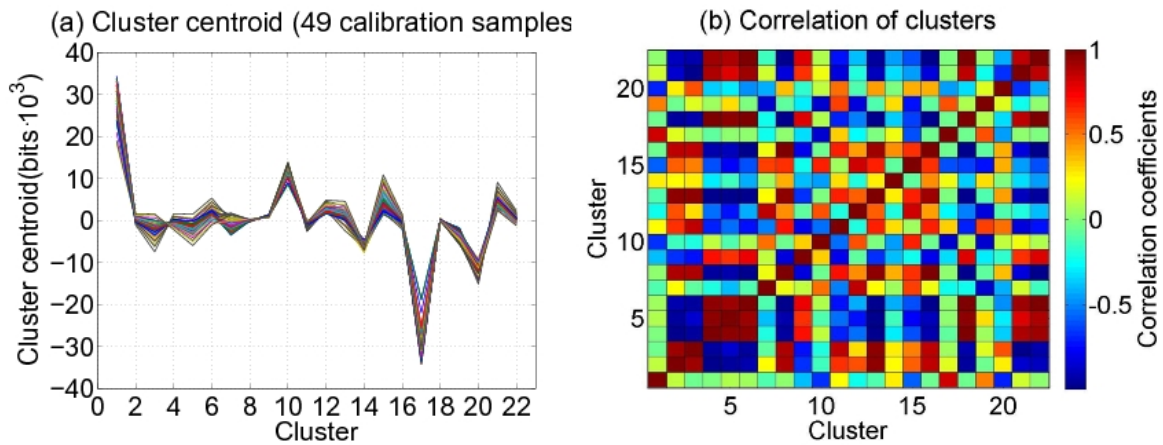 (a) Cluster centroid (49 calibration samples
Cluster centroid(bits·10³)
40
30
20
10
0
−10
−20
−30
−40
0 2 4 6 8 10 12 14 16 18 20 22
Cluster
(b) Correlation of clusters
Cluster
20
15
10
5
5 10 15 20
Cluster
1
0.5
0
-0.5
Correlation coefficients